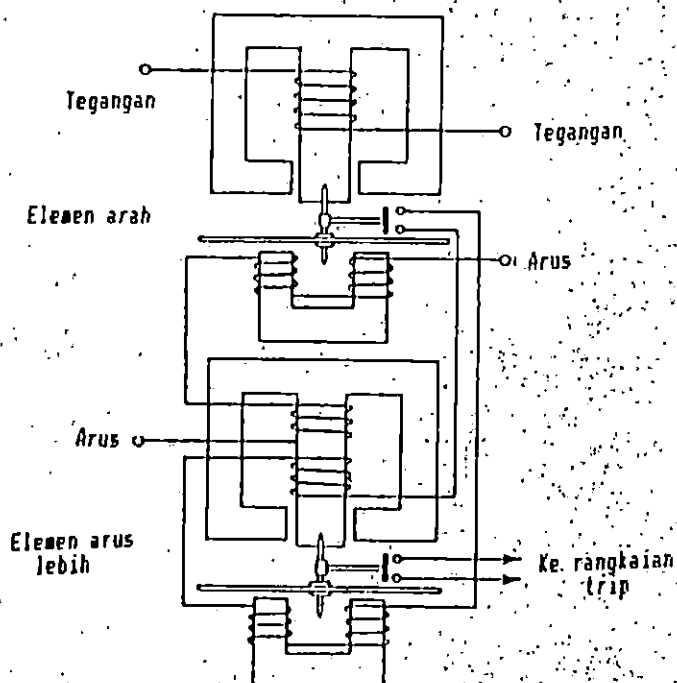 Tegangan
Tegangan
Elemen arah
Arus
Arus
Elemen arus
lebih
Ke. rangkaian
trip